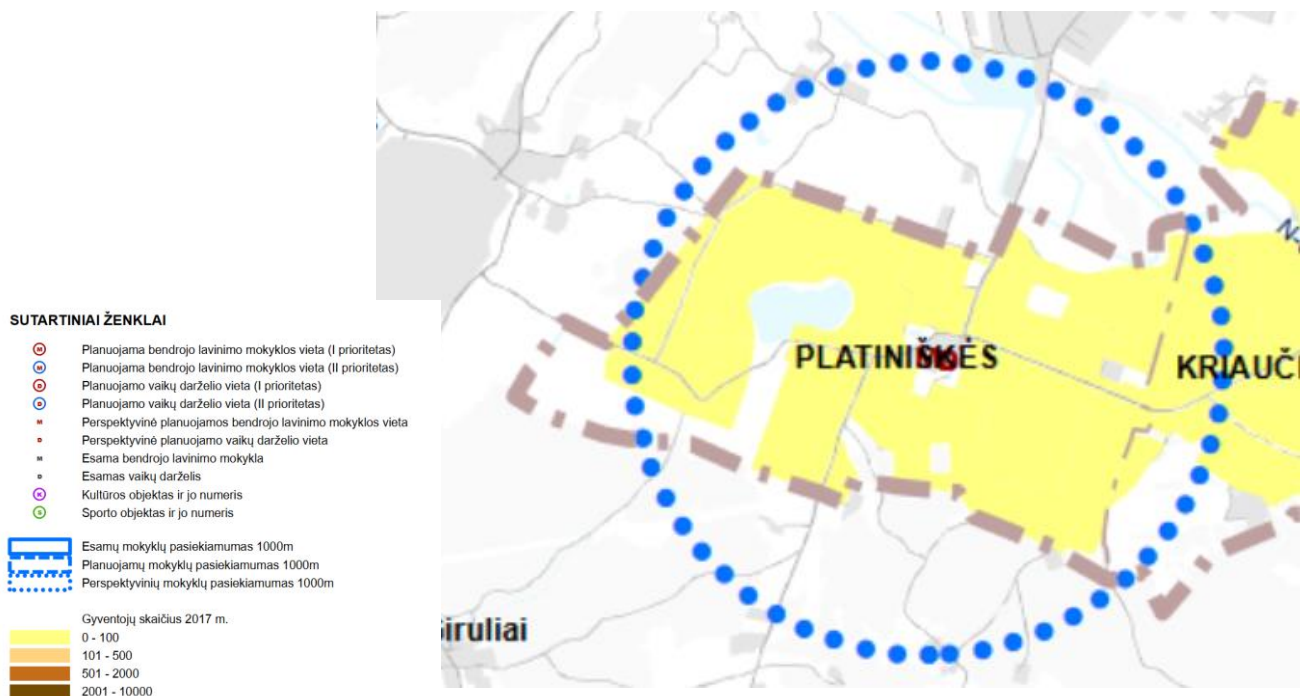 SUTARTINIAI ŽENKLAI
M Planuojama bendrojo lavinimo mokyklos vieta (I prioritetas)
M Planuojama bendrojo lavinimo mokyklos vieta (II prioritetas)
D Planuojamo vaikų darželio vieta (I prioritetas)
D Planuojamo vaikų darželio vieta (II prioritetas)
M Perspektyvinė planuojamos bendrojo lavinimo mokyklos vieta
D Perspektyvinė planuojamo vaikų darželio vieta
M Esama bendrojo lavinimo mokykla
D Esamas vaikų darželis
K Kultūros objektas ir jo numeris
S Sporto objektas ir jo numeris
Esamų mokyklų pasiekiamumas 1000m
Planuojamų mokyklų pasiekiamumas 1000m
Perspektyvinių mokyklų pasiekiamumas 1000m
Gyventojų skaičius 2017 m.
0 - 100
101 - 500
501 - 2000
2001 - 10000
PLATINIŠKĖS
KRIAUČI
iruliai